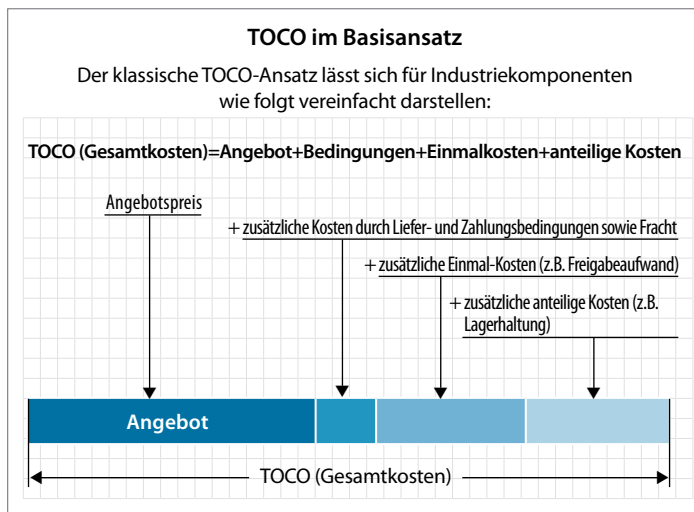 TOCO im Basisansatz
Der klassische TOCO-Ansatz lässt sich für Industriekomponenten
wie folgt vereinfacht darstellen:
TOCO (Gesamtkosten)=Angebot+Bedingungen+Einmalkosten+anteilige Kosten
Angebotspreis
+ zusätzliche Kosten durch Liefer- und Zahlungsbedingungen sowie Fracht
+ zusätzliche Einmal-Kosten (z.B. Freigabeaufwand)
+ zusätzliche anteilige Kosten (z.B.
Lagerhaltung)
Angebot
TOCO (Gesamtkosten)